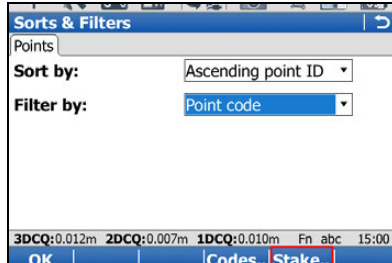 Sorts & Filters
Points
Sort by: Ascending point ID
Filter by: Point code
3DCQ:0.012m 2DCQ:0.007m 1DCQ:0.010m Fn abc 15:00
OK Codes.. Stake..